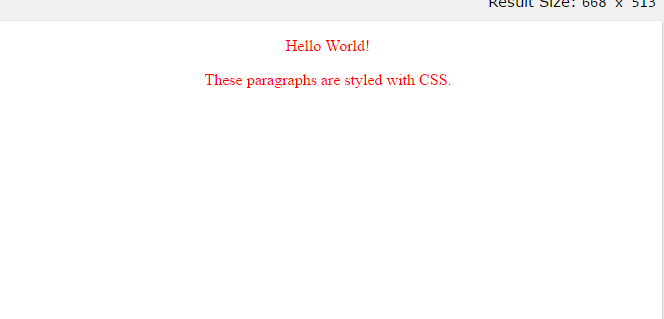 Result Size: 668 x 513
Hello World!
These paragraphs are styled with CSS.